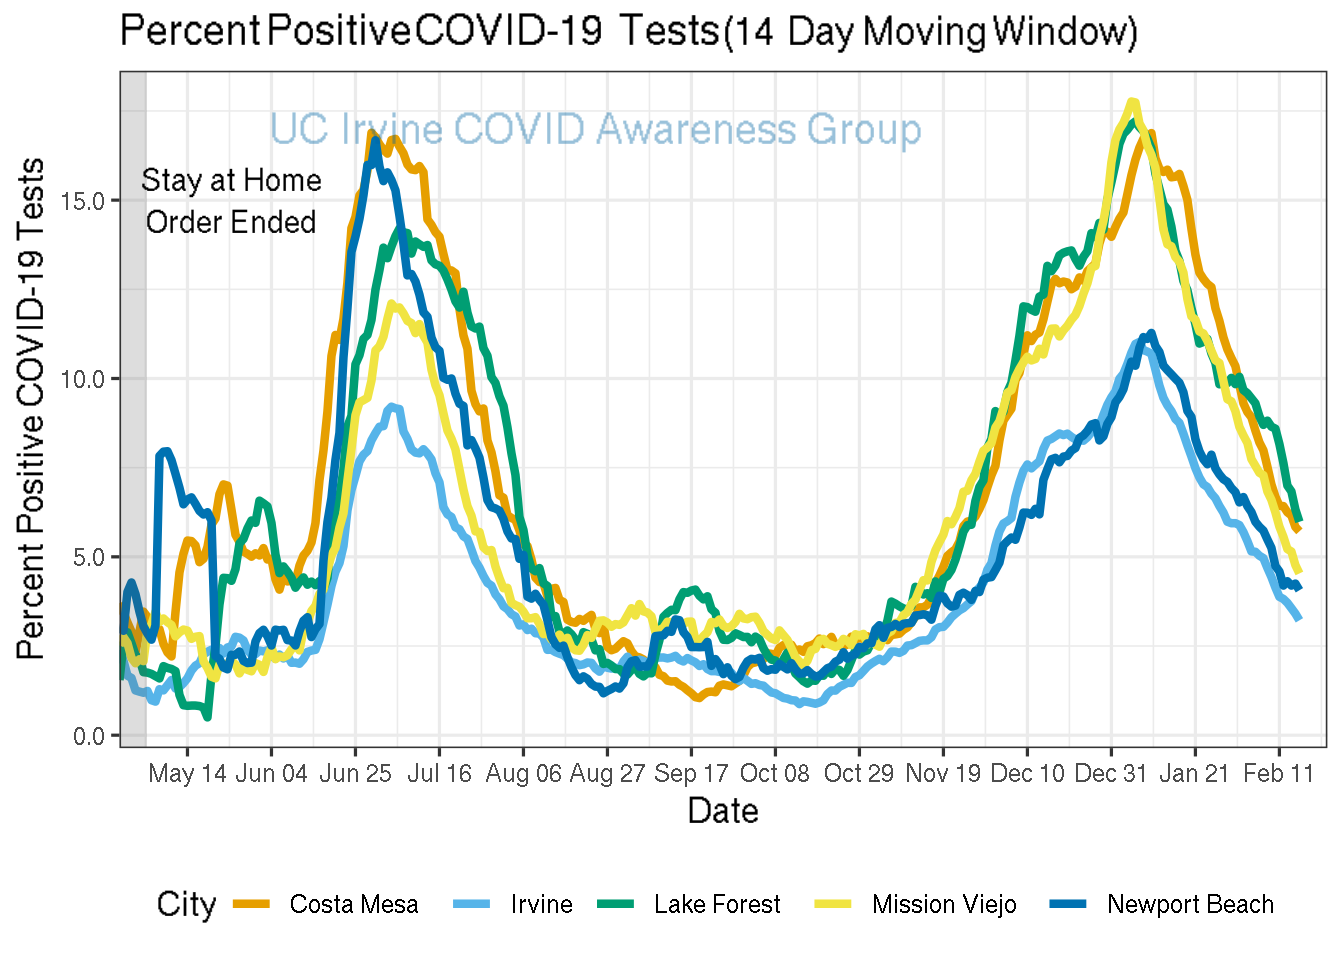 Percent Positive COVID-19 Tests (14 Day Moving Window)
UC Irvine COVID Awareness Group
Stay at Home
Order Ended
Percent Positive COVID-19 Tests
15.0
10.0
5.0
0.0
May 14 Jun 04 Jun 25 Jul 16 Aug 06 Aug 27 Sep 17 Oct 08 Oct 29 Nov 19 Dec 10 Dec 31 Jan 21 Feb 11
Date
City Costa Mesa Irvine Lake Forest Mission Viejo Newport Beach